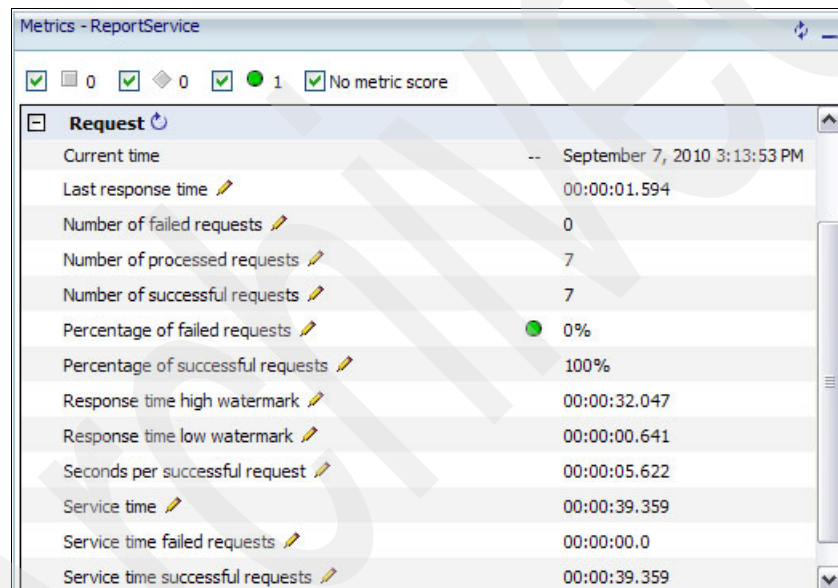 Metrics - ReportService
0 0 1 No metric score
Request
Current time -- September 7, 2010 3:13:53 PM
Last response time 00:00:01.594
Number of failed requests 0
Number of processed requests 7
Number of successful requests 7
Percentage of failed requests 0%
Percentage of successful requests 100%
Response time high watermark 00:00:32.047
Response time low watermark 00:00:00.641
Seconds per successful request 00:00:05.622
Service time 00:00:39.359
Service time failed requests 00:00:00.0
Service time successful requests 00:00:39.359